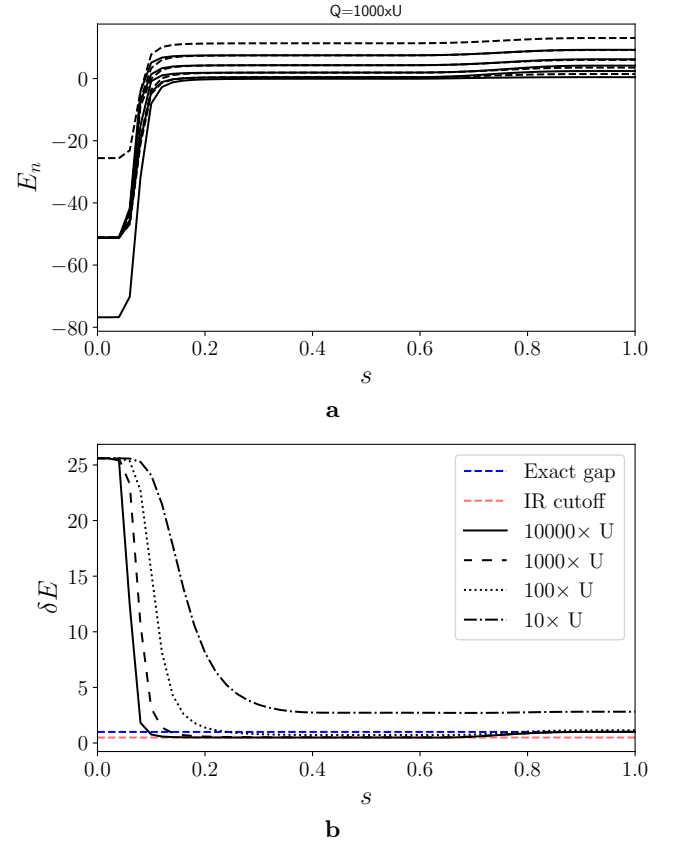 Q=1000xU
0
−20
−40
−60
−80
E_n
0.0 0.2 0.4 0.6 0.8 1.0
s
a
25
20
15
10
5
0
δE
Exact gap
IR cutoff
10000× U
1000× U
100× U
10× U
0.0 0.2 0.4 0.6 0.8 1.0
s
b